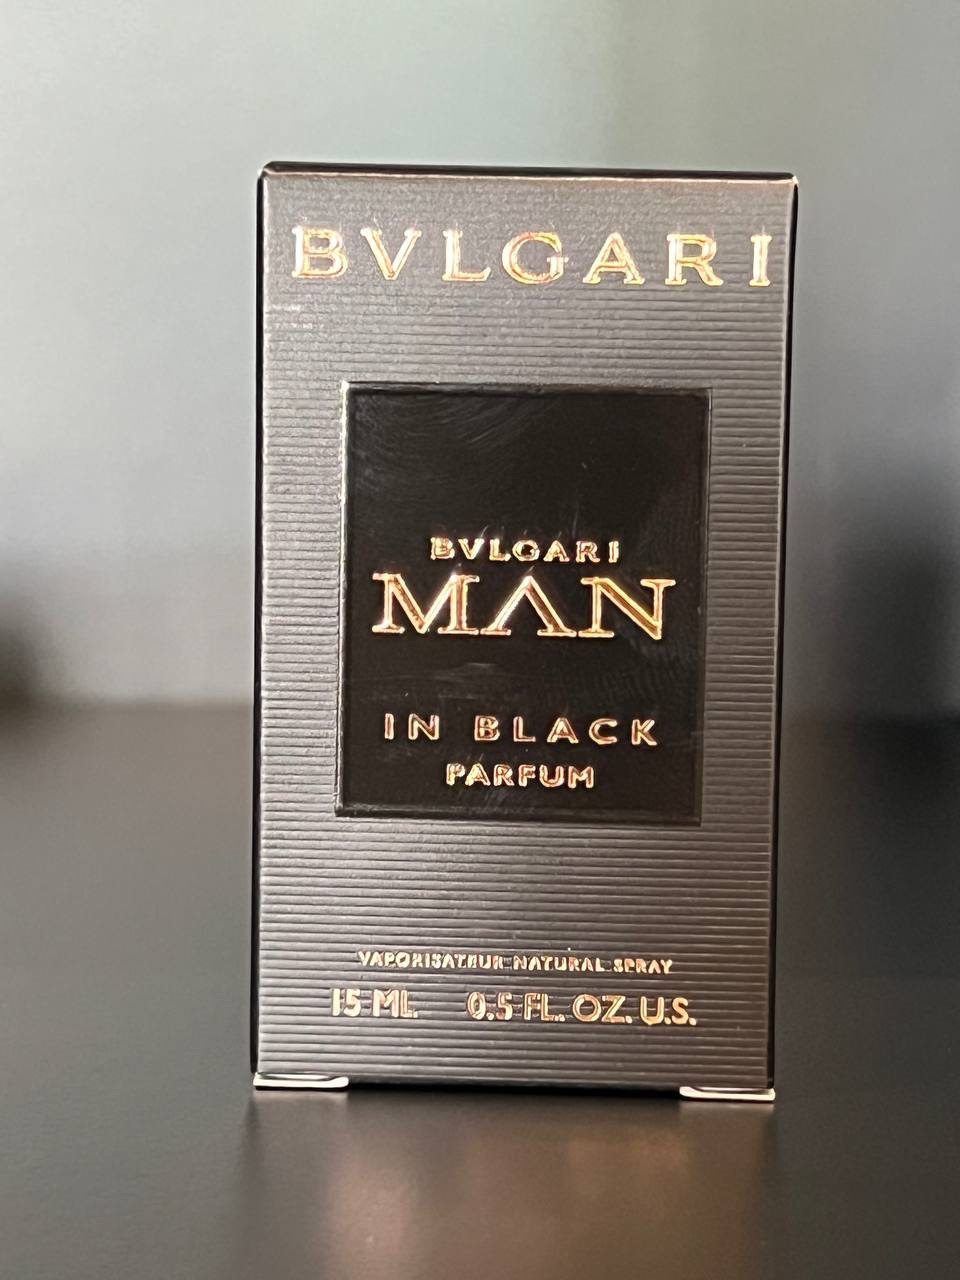 BVLGARI
BVLGARI
MAN
IN BLACK
PARFUM
VAPORISATEUR NATURAL SPRAY
15 ML 0.5 FL. OZ. U.S.